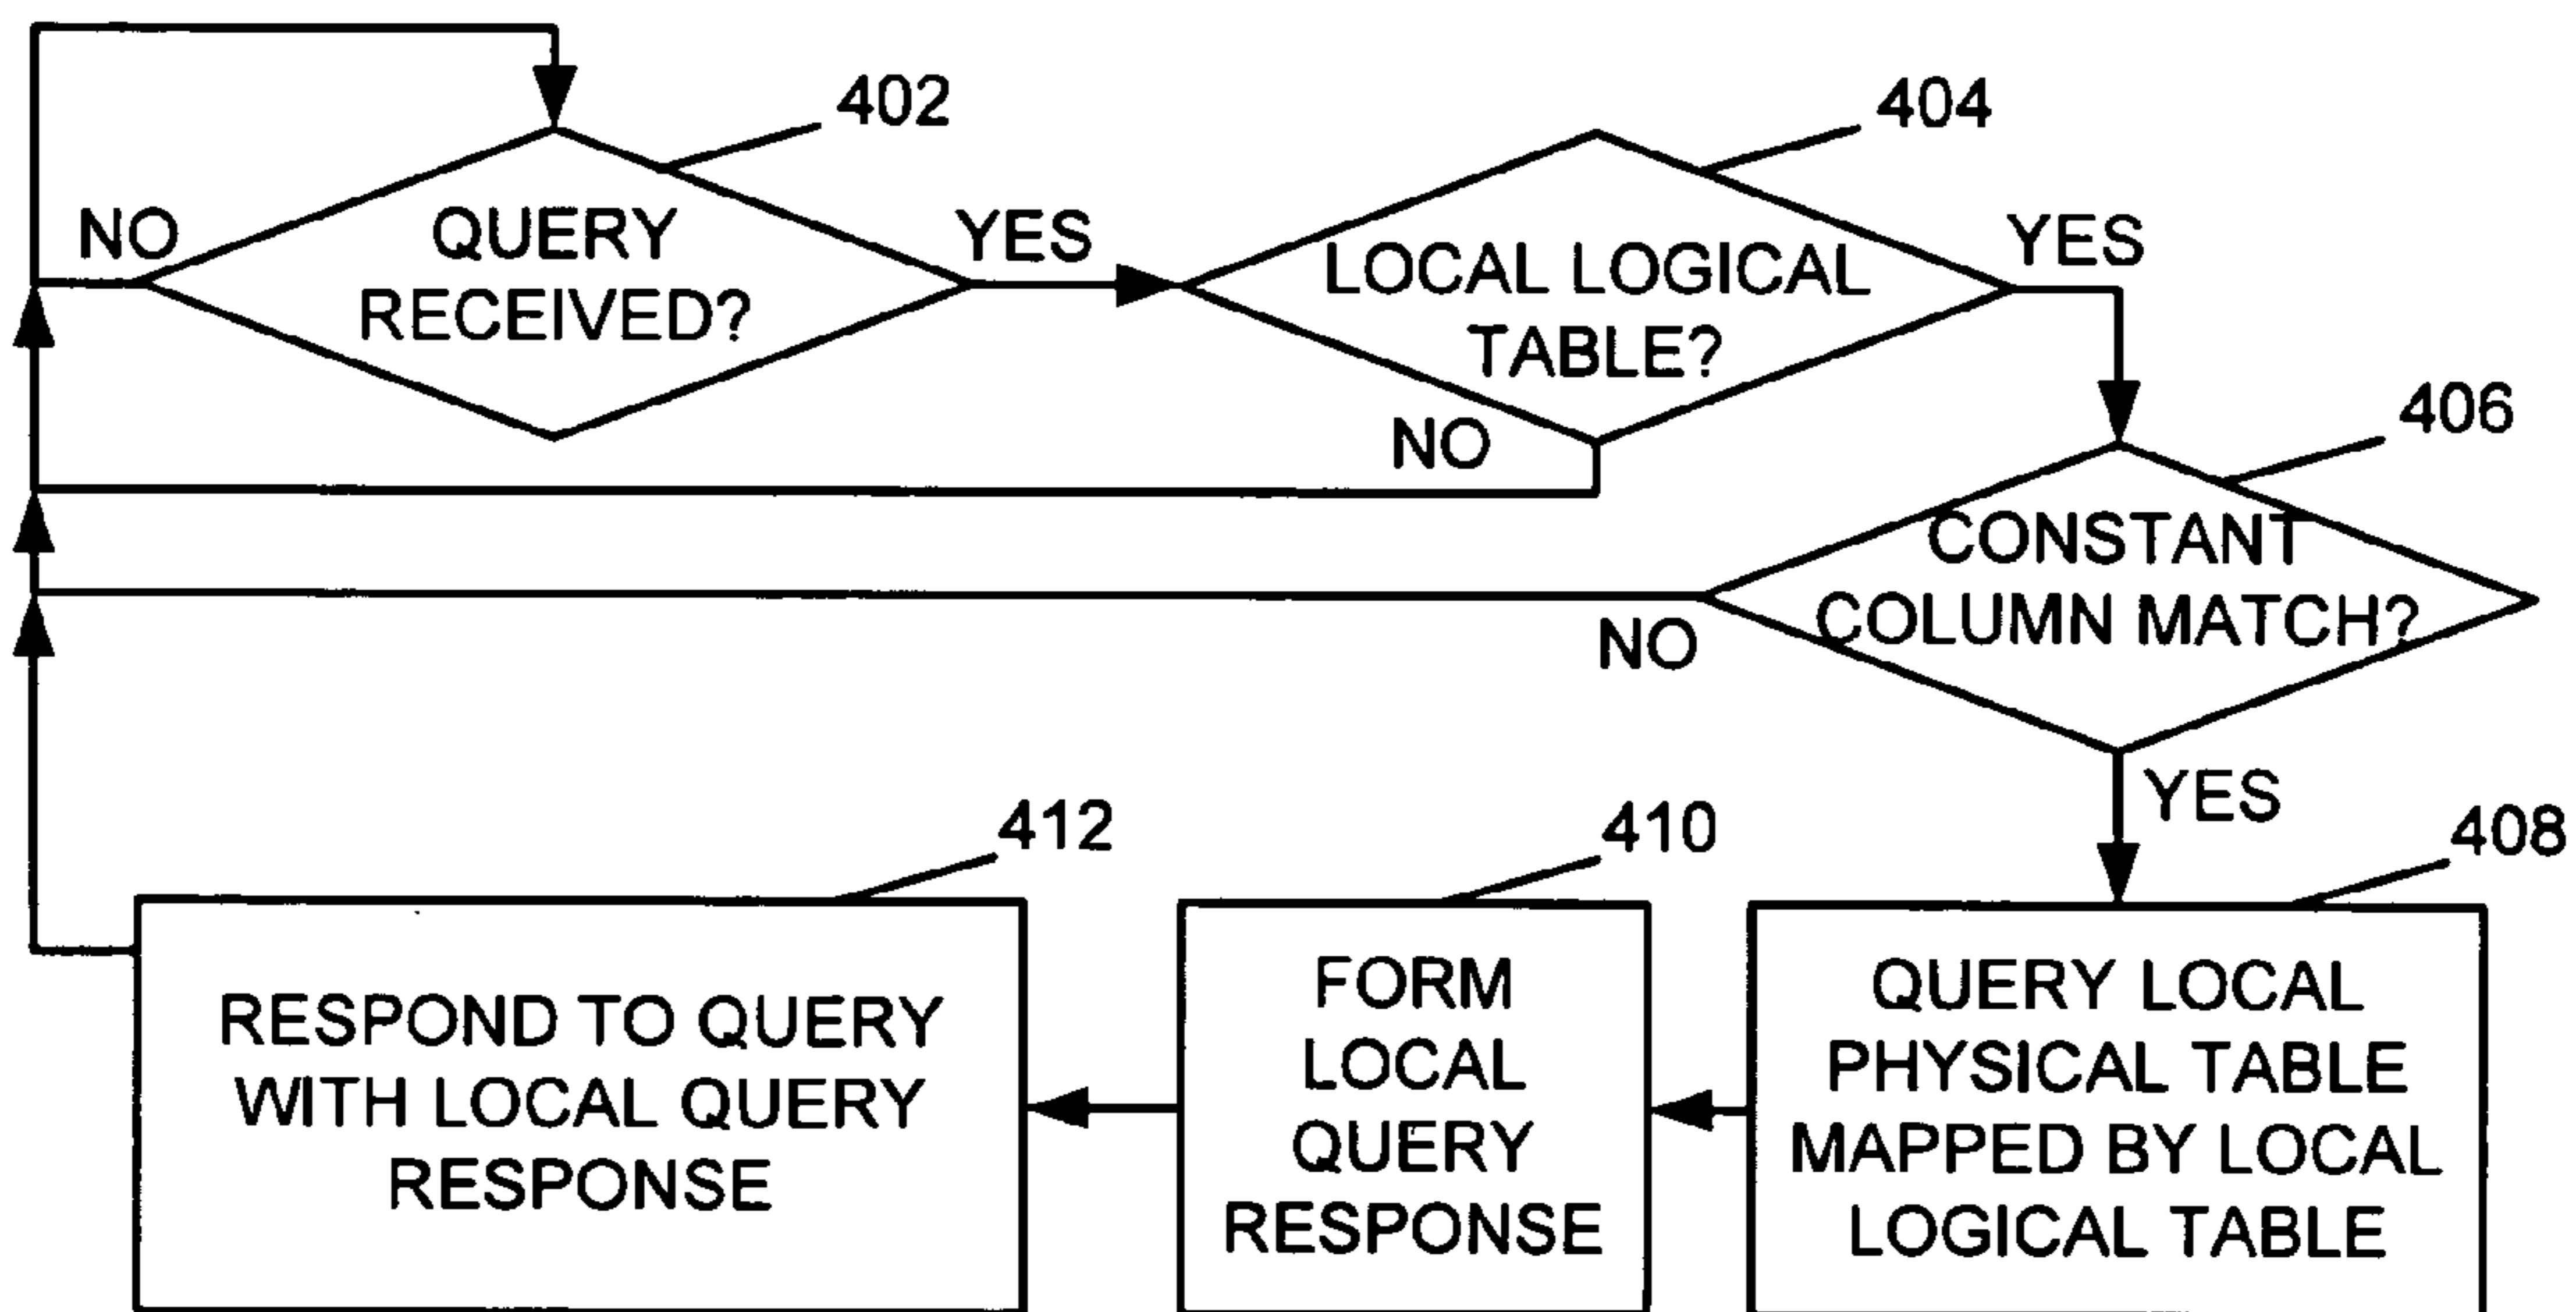 402
NO
QUERY
RECEIVED?
YES
404
LOCAL LOGICAL
TABLE?
YES
NO
406
CONSTANT
COLUMN MATCH?
NO
YES
408
QUERY LOCAL
PHYSICAL TABLE
MAPPED BY LOCAL
LOGICAL TABLE
410
FORM
LOCAL
QUERY
RESPONSE
412
RESPOND TO QUERY
WITH LOCAL QUERY
RESPONSE